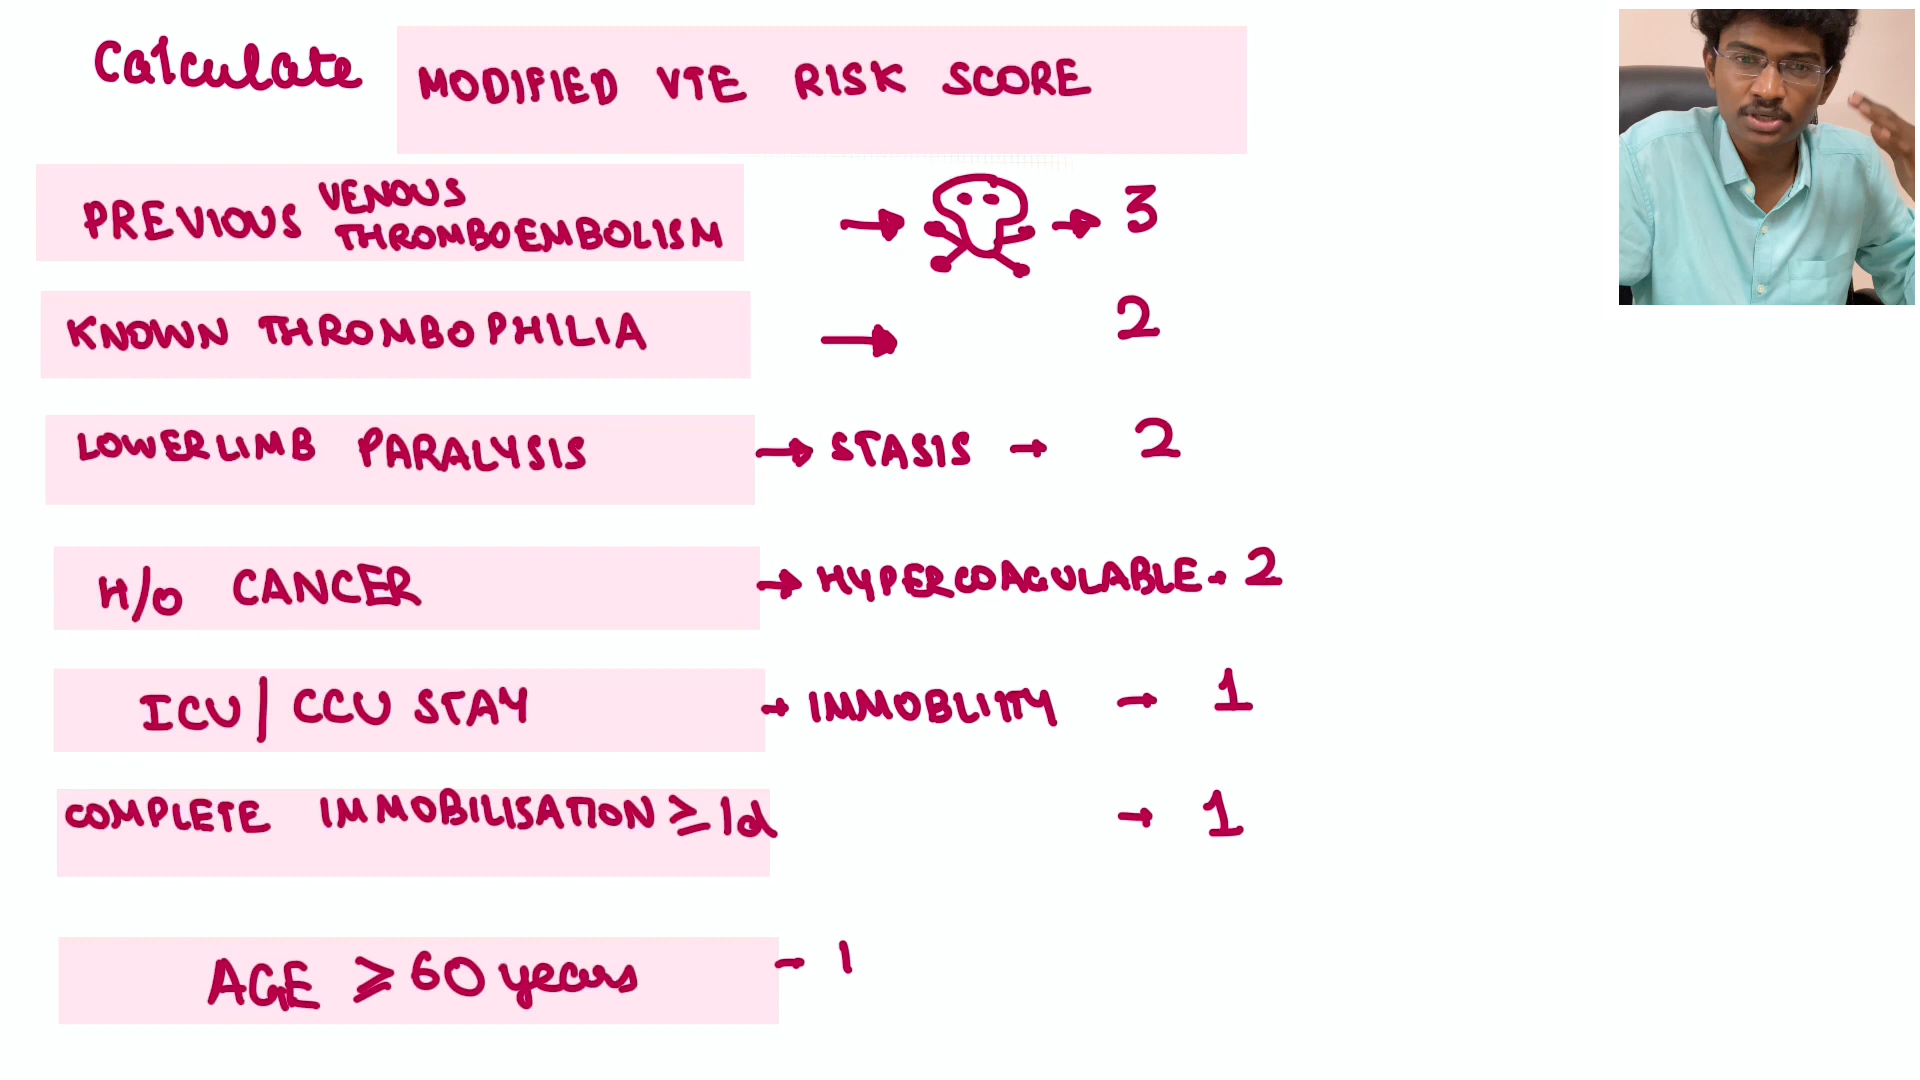 Calculate MODIFIED VTE RISK SCORE
PREVIOUS VENOUS THROMBOEMBOLISM → → 3
KNOWN THROMBOPHILIA → 2
LOWERLIMB PARALYSIS → STASIS → 2
H/O CANCER → HYPERCOAGULABLE → 2
ICU / CCU STAY → IMMOBLITY → 1
COMPLETE IMMOBILISATION ≥ 1d → 1
AGE ≥ 60 years - 1